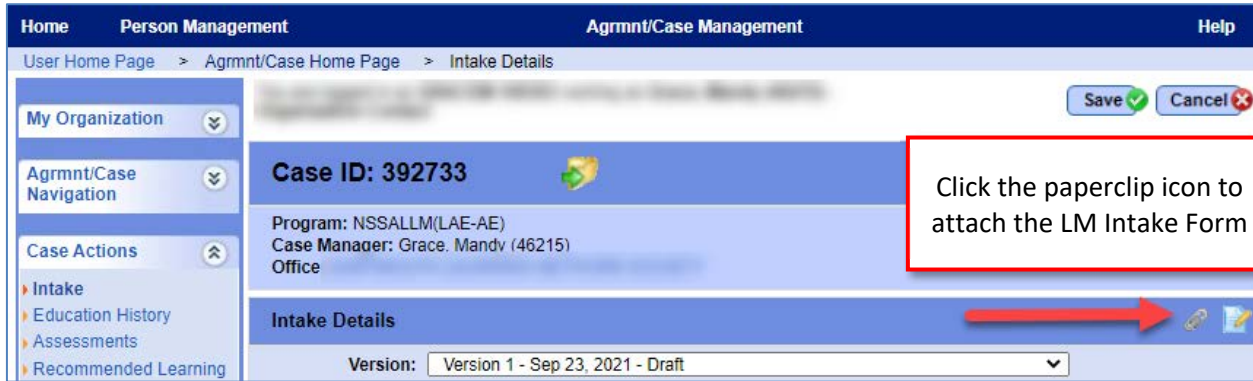 Home Person Management Agrmnt/Case Management Help
User Home Page > Agrmnt/Case Home Page > Intake Details
Save Cancel
My Organization
Agrmnt/Case
Navigation
Case Actions
Intake
Education History
Assessments
Recommended Learning
Case ID: 392733
Program: NSSALLM(LAE-AE)
Case Manager: Grace, Mandy (46215)
Office
Click the paperclip icon to
attach the LM Intake Form
Intake Details
Version: Version 1 - Sep 23, 2021 - Draft